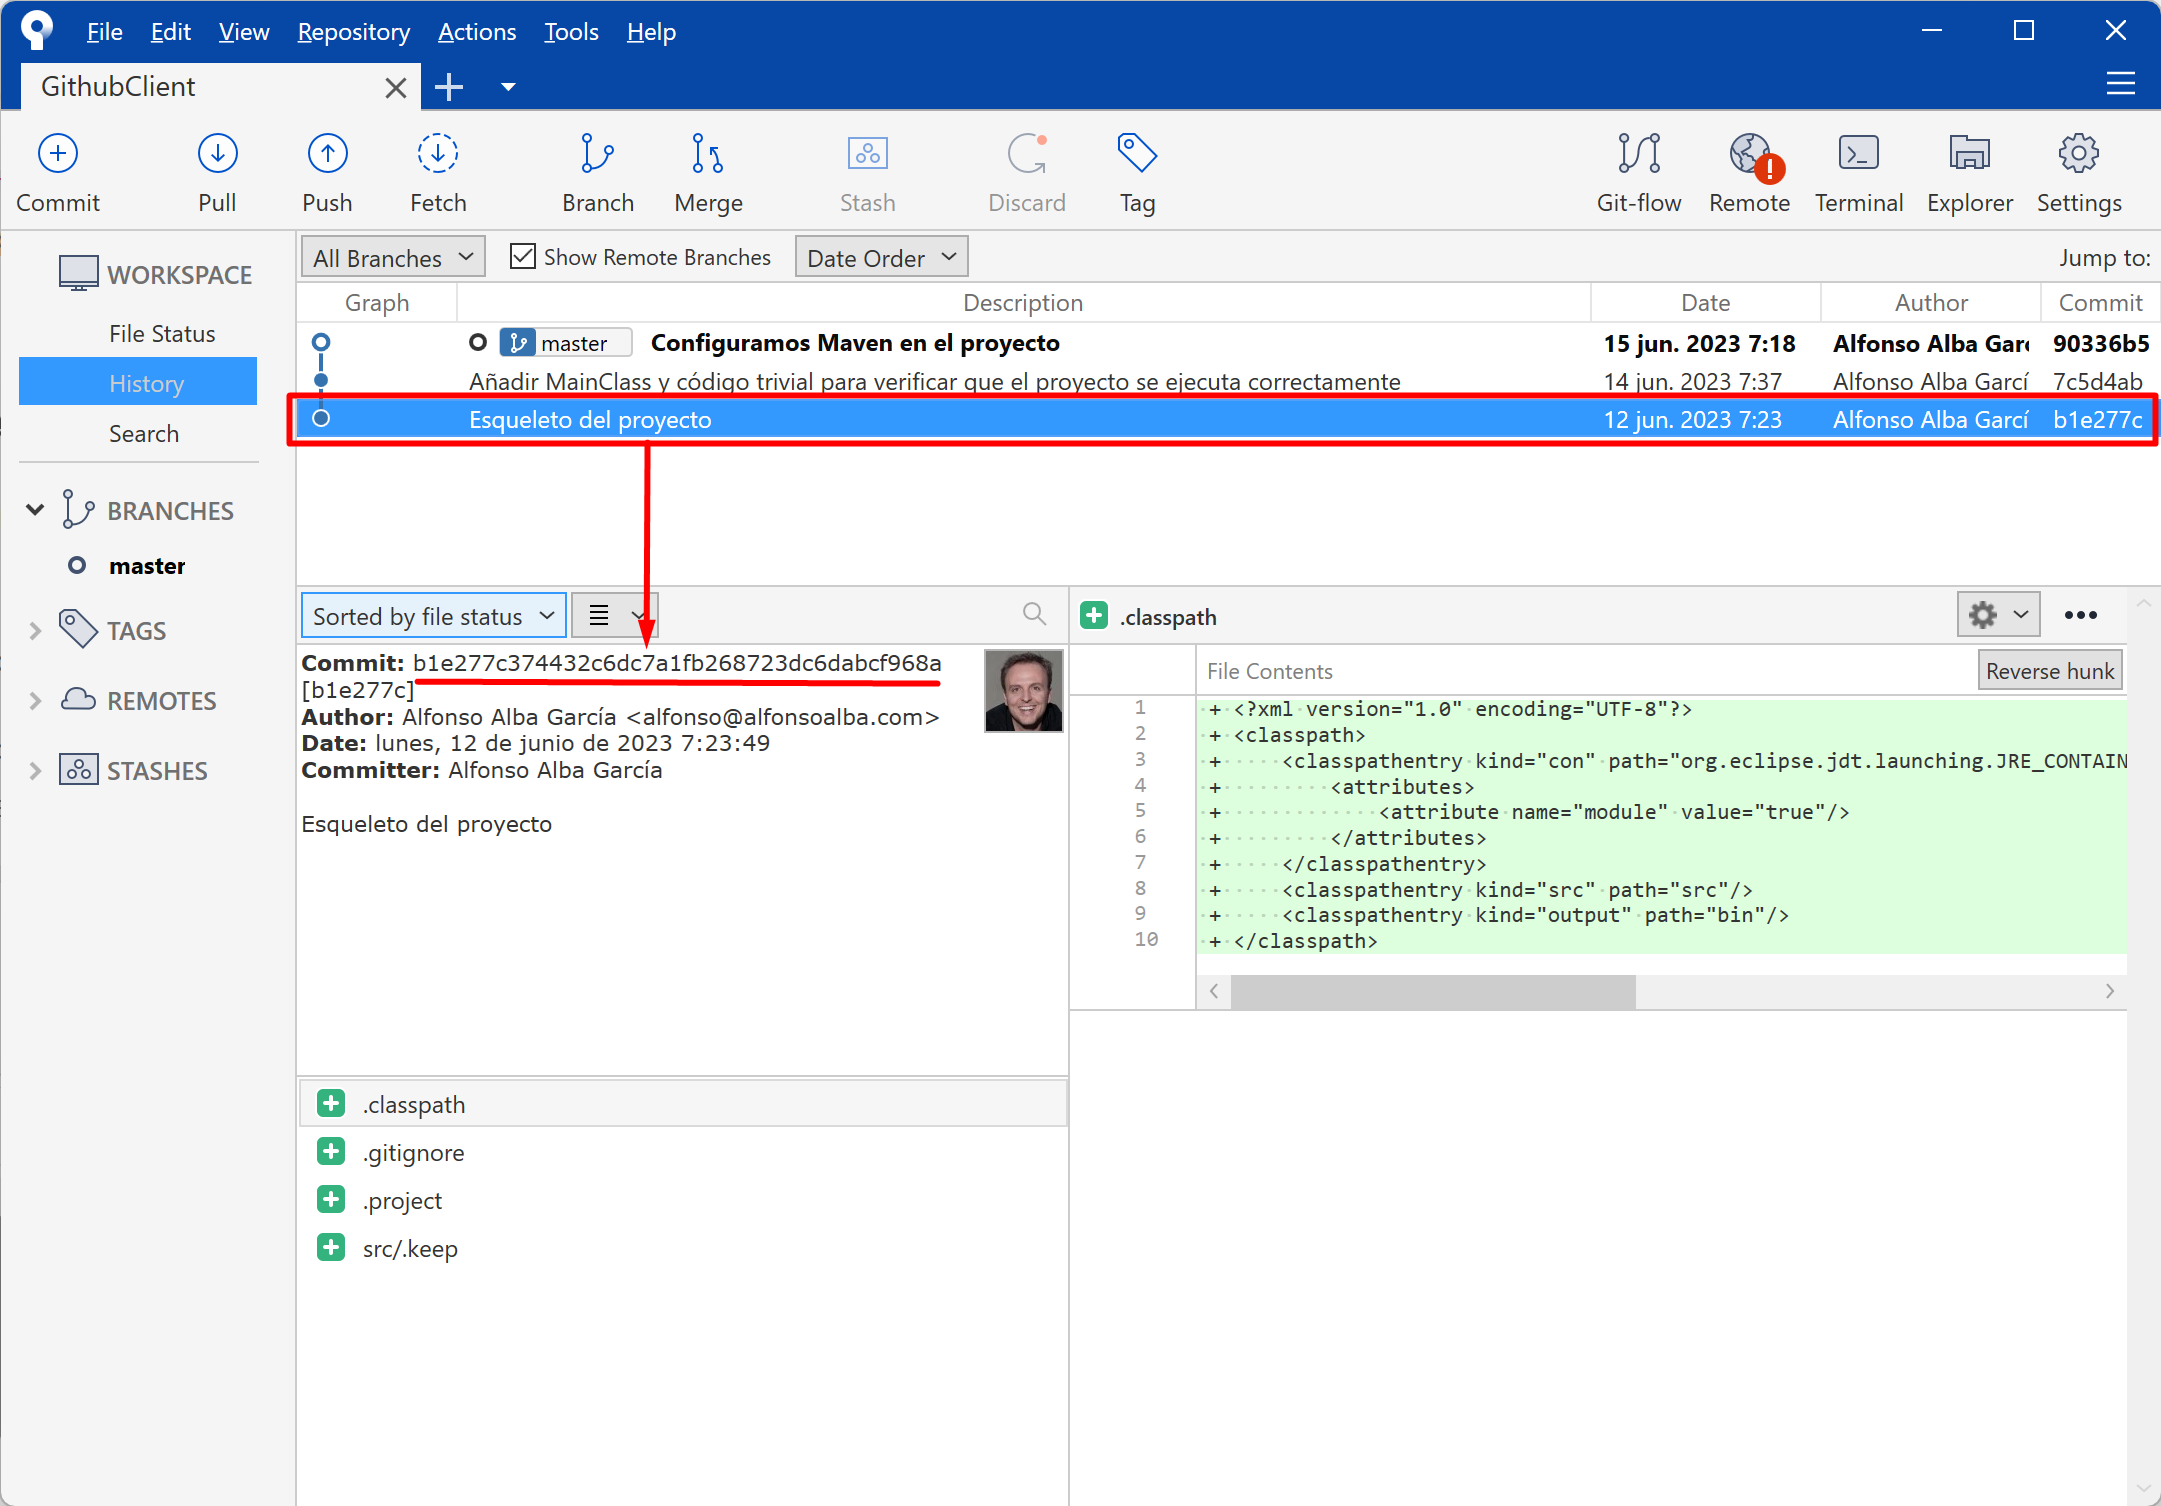 File Edit View Repository Actions Tools Help
GithubClient
Commit Pull Push Fetch Branch Merge Stash Discard Tag Git-flow Remote Terminal Explorer Settings
WORKSPACE
File Status
History
Search
BRANCHES
master
TAGS
REMOTES
STASHES
All Branches Show Remote Branches Date Order Jump to:
Graph Description Date Author Commit
master Configuramos Maven en el proyecto 15 jun. 2023 7:18 Alfonso Alba Garc 90336b5
Añadir MainClass y código trivial para verificar que el proyecto se ejecuta correctamente 14 jun. 2023 7:37 Alfonso Alba Garcí 7c5d4ab
Esqueleto del proyecto 12 jun. 2023 7:23 Alfonso Alba Garcí b1e277c
Sorted by file status
Commit: b1e277c374432c6dc7a1fb268723dc6dabcf968a
[b1e277c]
Author: Alfonso Alba García <alfonso@alfonsoalba.com>
Date: lunes, 12 de junio de 2023 7:23:49
Committer: Alfonso Alba García
Esqueleto del proyecto
.classpath
.gitignore
.project
src/.keep
.classpath
File Contents Reverse hunk
1 + <?xml version="1.0" encoding="UTF-8"?>
2 + <classpath>
3 + <classpathentry kind="con" path="org.eclipse.jdt.launching.JRE_CONTAIN
4 + <attributes>
5 + <attribute name="module" value="true"/>
6 + </attributes>
7 + </classpathentry>
8 + <classpathentry kind="src" path="src"/>
9 + <classpathentry kind="output" path="bin"/>
10 + </classpath>